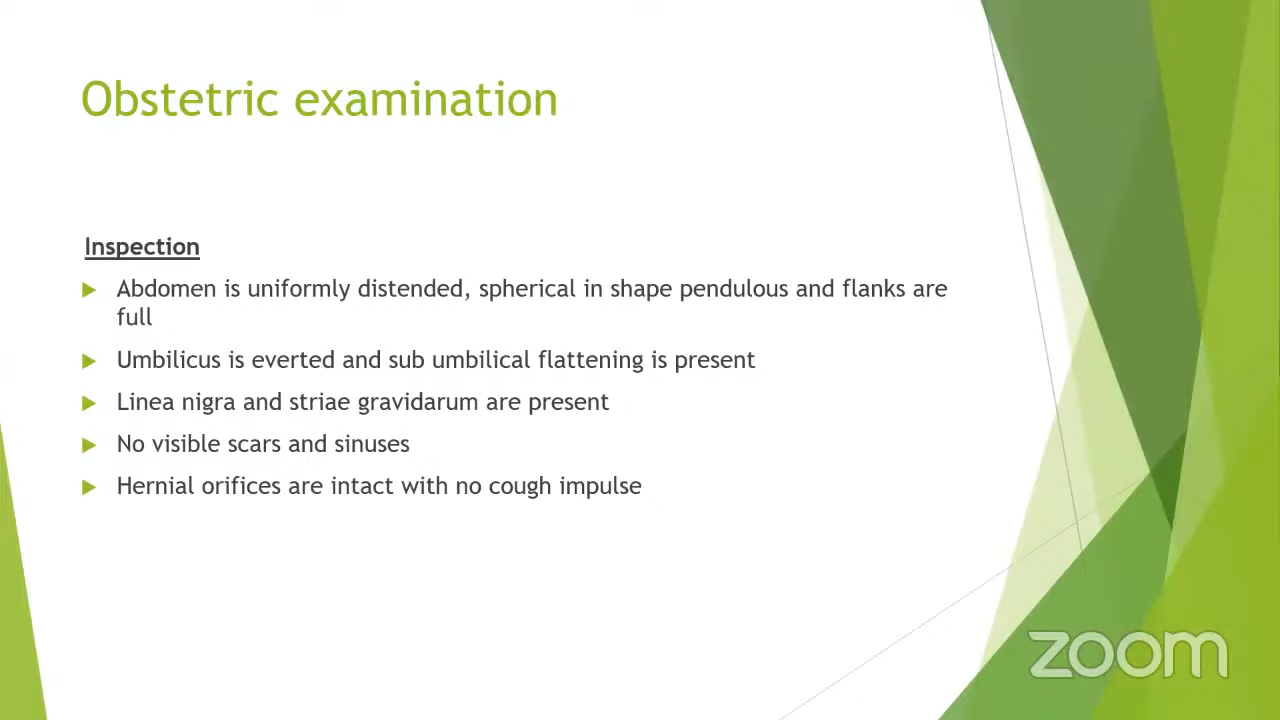 Obstetric examination
Inspection
Abdomen is uniformly distended, spherical in shape pendulous and flanks are
full
Umbilicus is everted and sub umbilical flattening is present
Linea nigra and striae gravidarum are present
No visible scars and sinuses
Hernial orifices are intact with no cough impulse
zoom